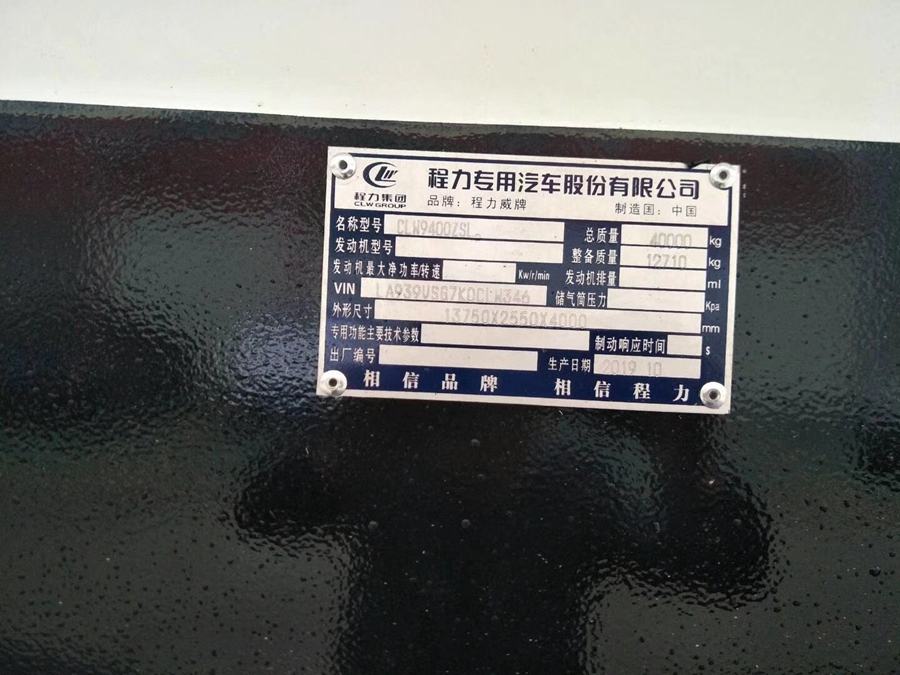 程力专用汽车股份有限公司
程力集团
CLW GROUP
品牌：程力威牌 制造国：中国
名称型号 CLW9400ZSL 总质量 40000 kg
发动机型号 整备质量 12710 kg
发动机最大净功率/转速 Kw/r/min 发动机排量 ml
VIN LA939VSG7K0CLW346 储气筒压力 Kpa
外形尺寸 13750X2550X4000 mm
专用功能主要技术参数 制动响应时间 s
出厂编号 生产日期 2019 10
相信品牌 相信程力